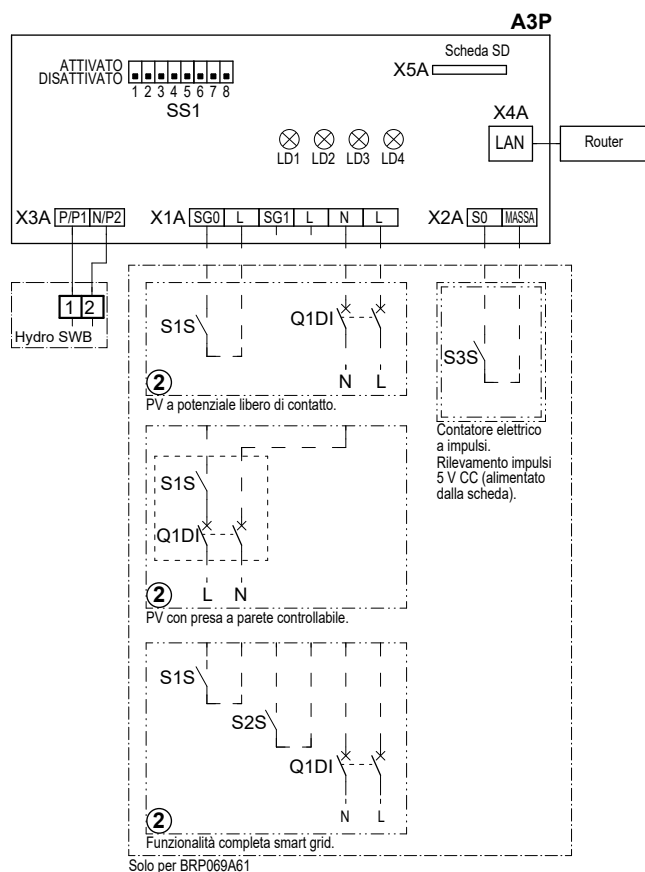 A3P
ATTIVATO
DISATTIVATO
1 2 3 4 5 6 7 8
SS1
Scheda SD
X5A
X4A
LAN
Router
LD1 LD2 LD3 LD4
X3A P/P1 N/P2
X1A SG0 L SG1 L N L
X2A S0 MASSA
1 2
Hydro SWB
S1S
Q1DI
N L
2
PV a potenziale libero di contatto.
S3S
Contatore elettrico
a impulsi.
Rilevamento impulsi
5 V CC (alimentato
dalla scheda).
S1S
Q1DI
L N
2
PV con presa a parete controllabile.
S1S
S2S
Q1DI
N L
2
Funzionalità completa smart grid.
Solo per BRP069A61